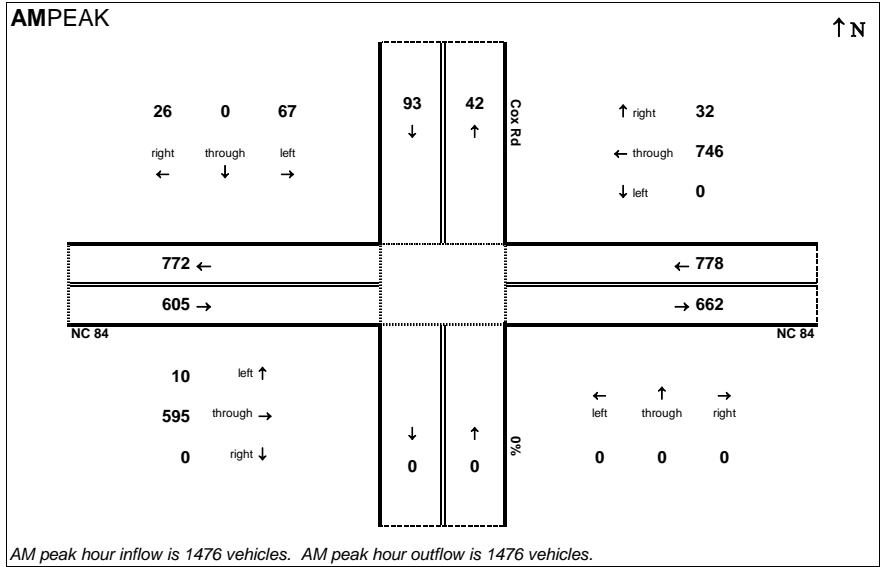 AMPEAK
↑ N
26 0 67
right through left
← ↓ →
93 42
↓ ↑
Cox Rd
↑ right 32
← through 746
↓ left 0
772 ←
605 →
← 778
→ 662
NC 84
NC 84
10 left ↑
595 through →
0 right ↓
↓ ↑
0 0
0%
← ↑ →
left through right
0 0 0
AM peak hour inflow is 1476 vehicles. AM peak hour outflow is 1476 vehicles.